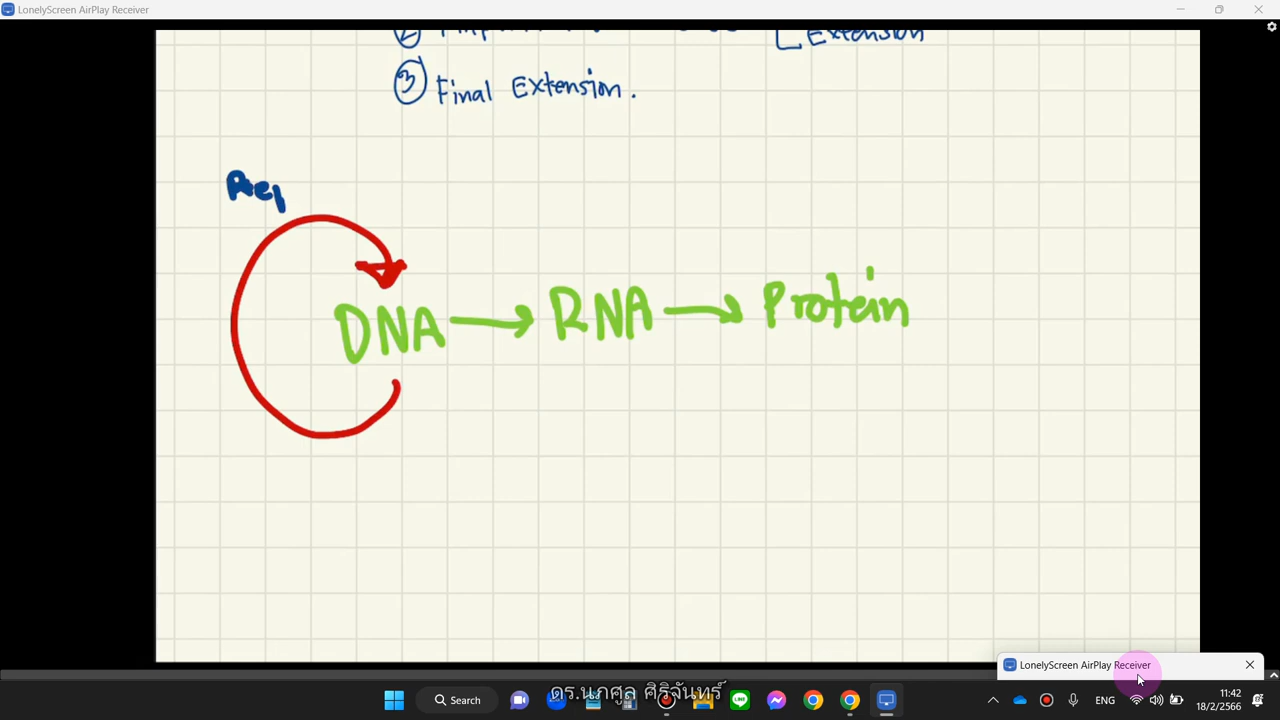 LonelyScreen AirPlay Receiver
② Extension
③ Final Extension.
Rep
DNA → RNA → Protein
LonelyScreen AirPlay Receiver
Search
ดร.นภศล ศิริจันทร์
ENG
11:42
18/2/2566